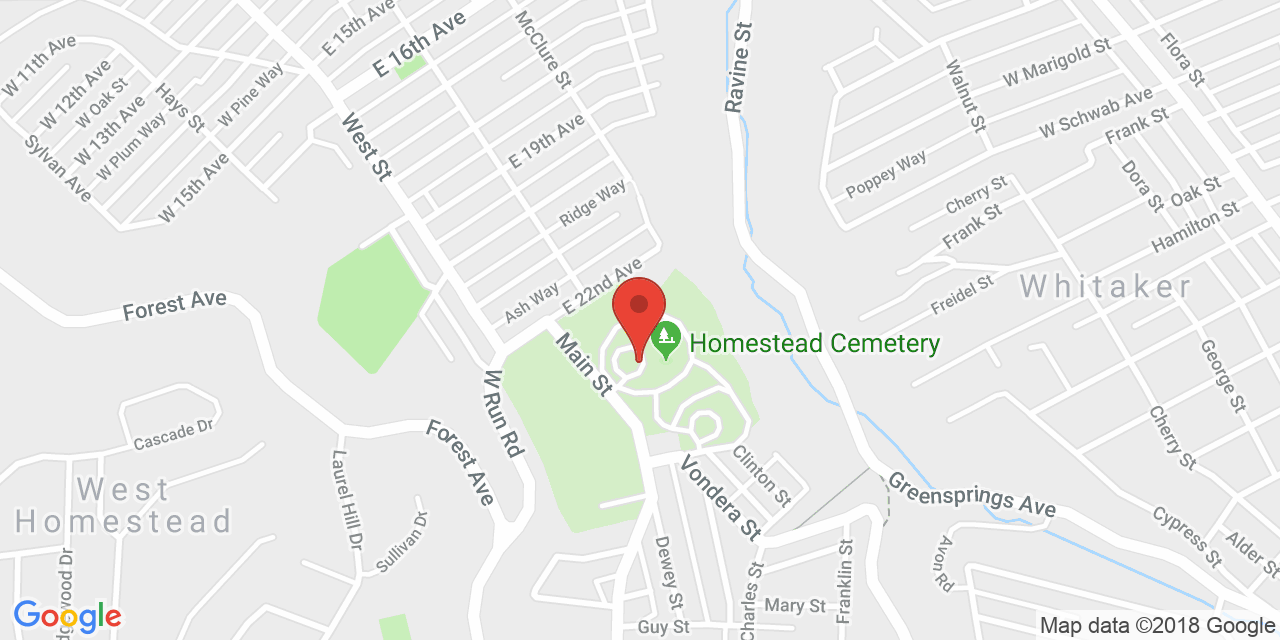 W 11th Ave
E 15th Ave
E 16th Ave
McClure St
Ravine St
Flora St
W 12th Ave
W Oak St
W Pine Way
Hays St
W Marigold St
Walnut St
W 13th Ave
W Plum Way
West St
E 19th Ave
W Schwab Ave
Frank St
Sylvan Ave
W 15th Ave
Ridge Way
Poppey Way
Dora St
Oak St
Cherry St
Frank St
Hamilton St
Forest Ave
Ash Way
E 22nd Ave
Freidel St
Whitaker
Main St
Homestead Cemetery
George St
W Run Rd
Cascade Dr
Forest Ave
Cherry St
West
Homestead
Laurel Hill Dr
Sullivan Dr
Vondera St
Clinton St
Greensprings Ave
Cypress St
Alder St
Avon Rd
Dewey St
Charles St
Franklin St
Mary St
Guy St
wood Dr
Google
Map data ©2018 Google